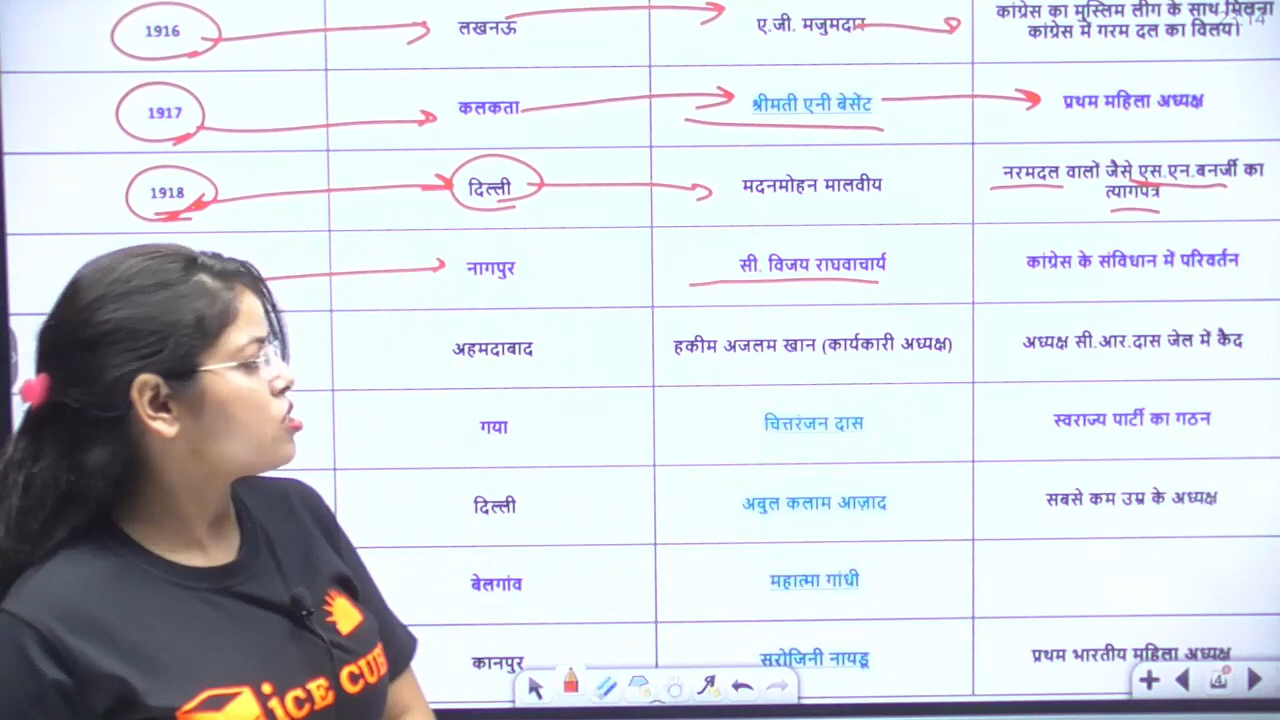 कांग्रेस का मुस्लिम लीग के साथ मिलना
1916 लखनऊ ए.जी. मजुमदार कांग्रेस में गरम दल का विलय।
1917 कलकता श्रीमती एनी बेसेंट प्रथम महिला अध्यक्ष
1918 दिल्ली मदनमोहन मालवीय नरमदल वालों जैसे एस.एन.बनर्जी का
त्यागपत्र
नागपुर सी. विजय राघवाचार्य कांग्रेस के संविधान में परिवर्तन
अहमदाबाद हकीम अजलम खान (कार्यकारी अध्यक्ष) अध्यक्ष सी.आर.दास जेल में कैद
गया चित्तरंजन दास स्वराज्य पार्टी का गठन
दिल्ली अबुल कलाम आज़ाद सबसे कम उम्र के अध्यक्ष
बेलगांव महात्मा गांधी
कानपुर सरोजिनी नायडू प्रथम भारतीय महिला अध्यक्ष
iCE CUB